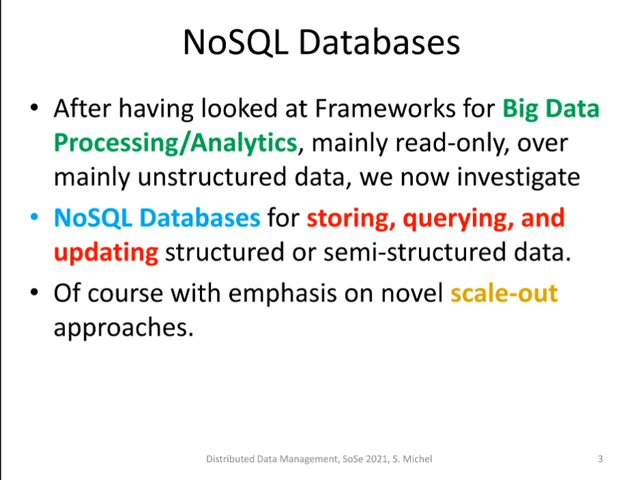 NoSQL Databases
• After having looked at Frameworks for Big Data
Processing/Analytics, mainly read-only, over
mainly unstructured data, we now investigate
• NoSQL Databases for storing, querying, and
updating structured or semi-structured data.
• Of course with emphasis on novel scale-out
approaches.
Distributed Data Management, SoSe 2021, S. Michel
3